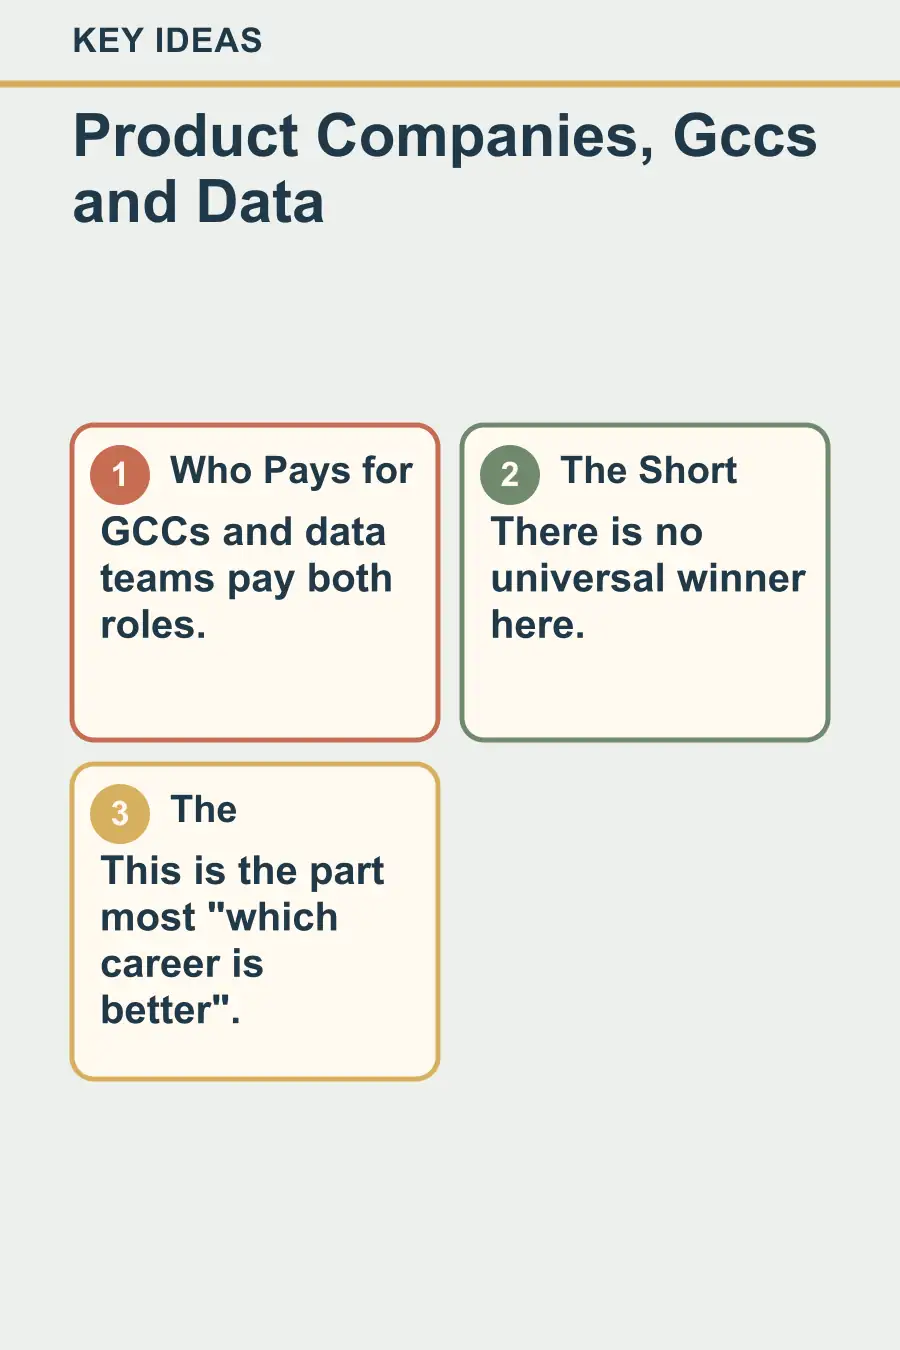 KEY IDEAS
Product Companies, Gccs
and Data
1 Who Pays for
GCCs and data
teams pay both
roles.
2 The Short
There is no
universal winner
here.
3 The
This is the part
most "which
career is
better".